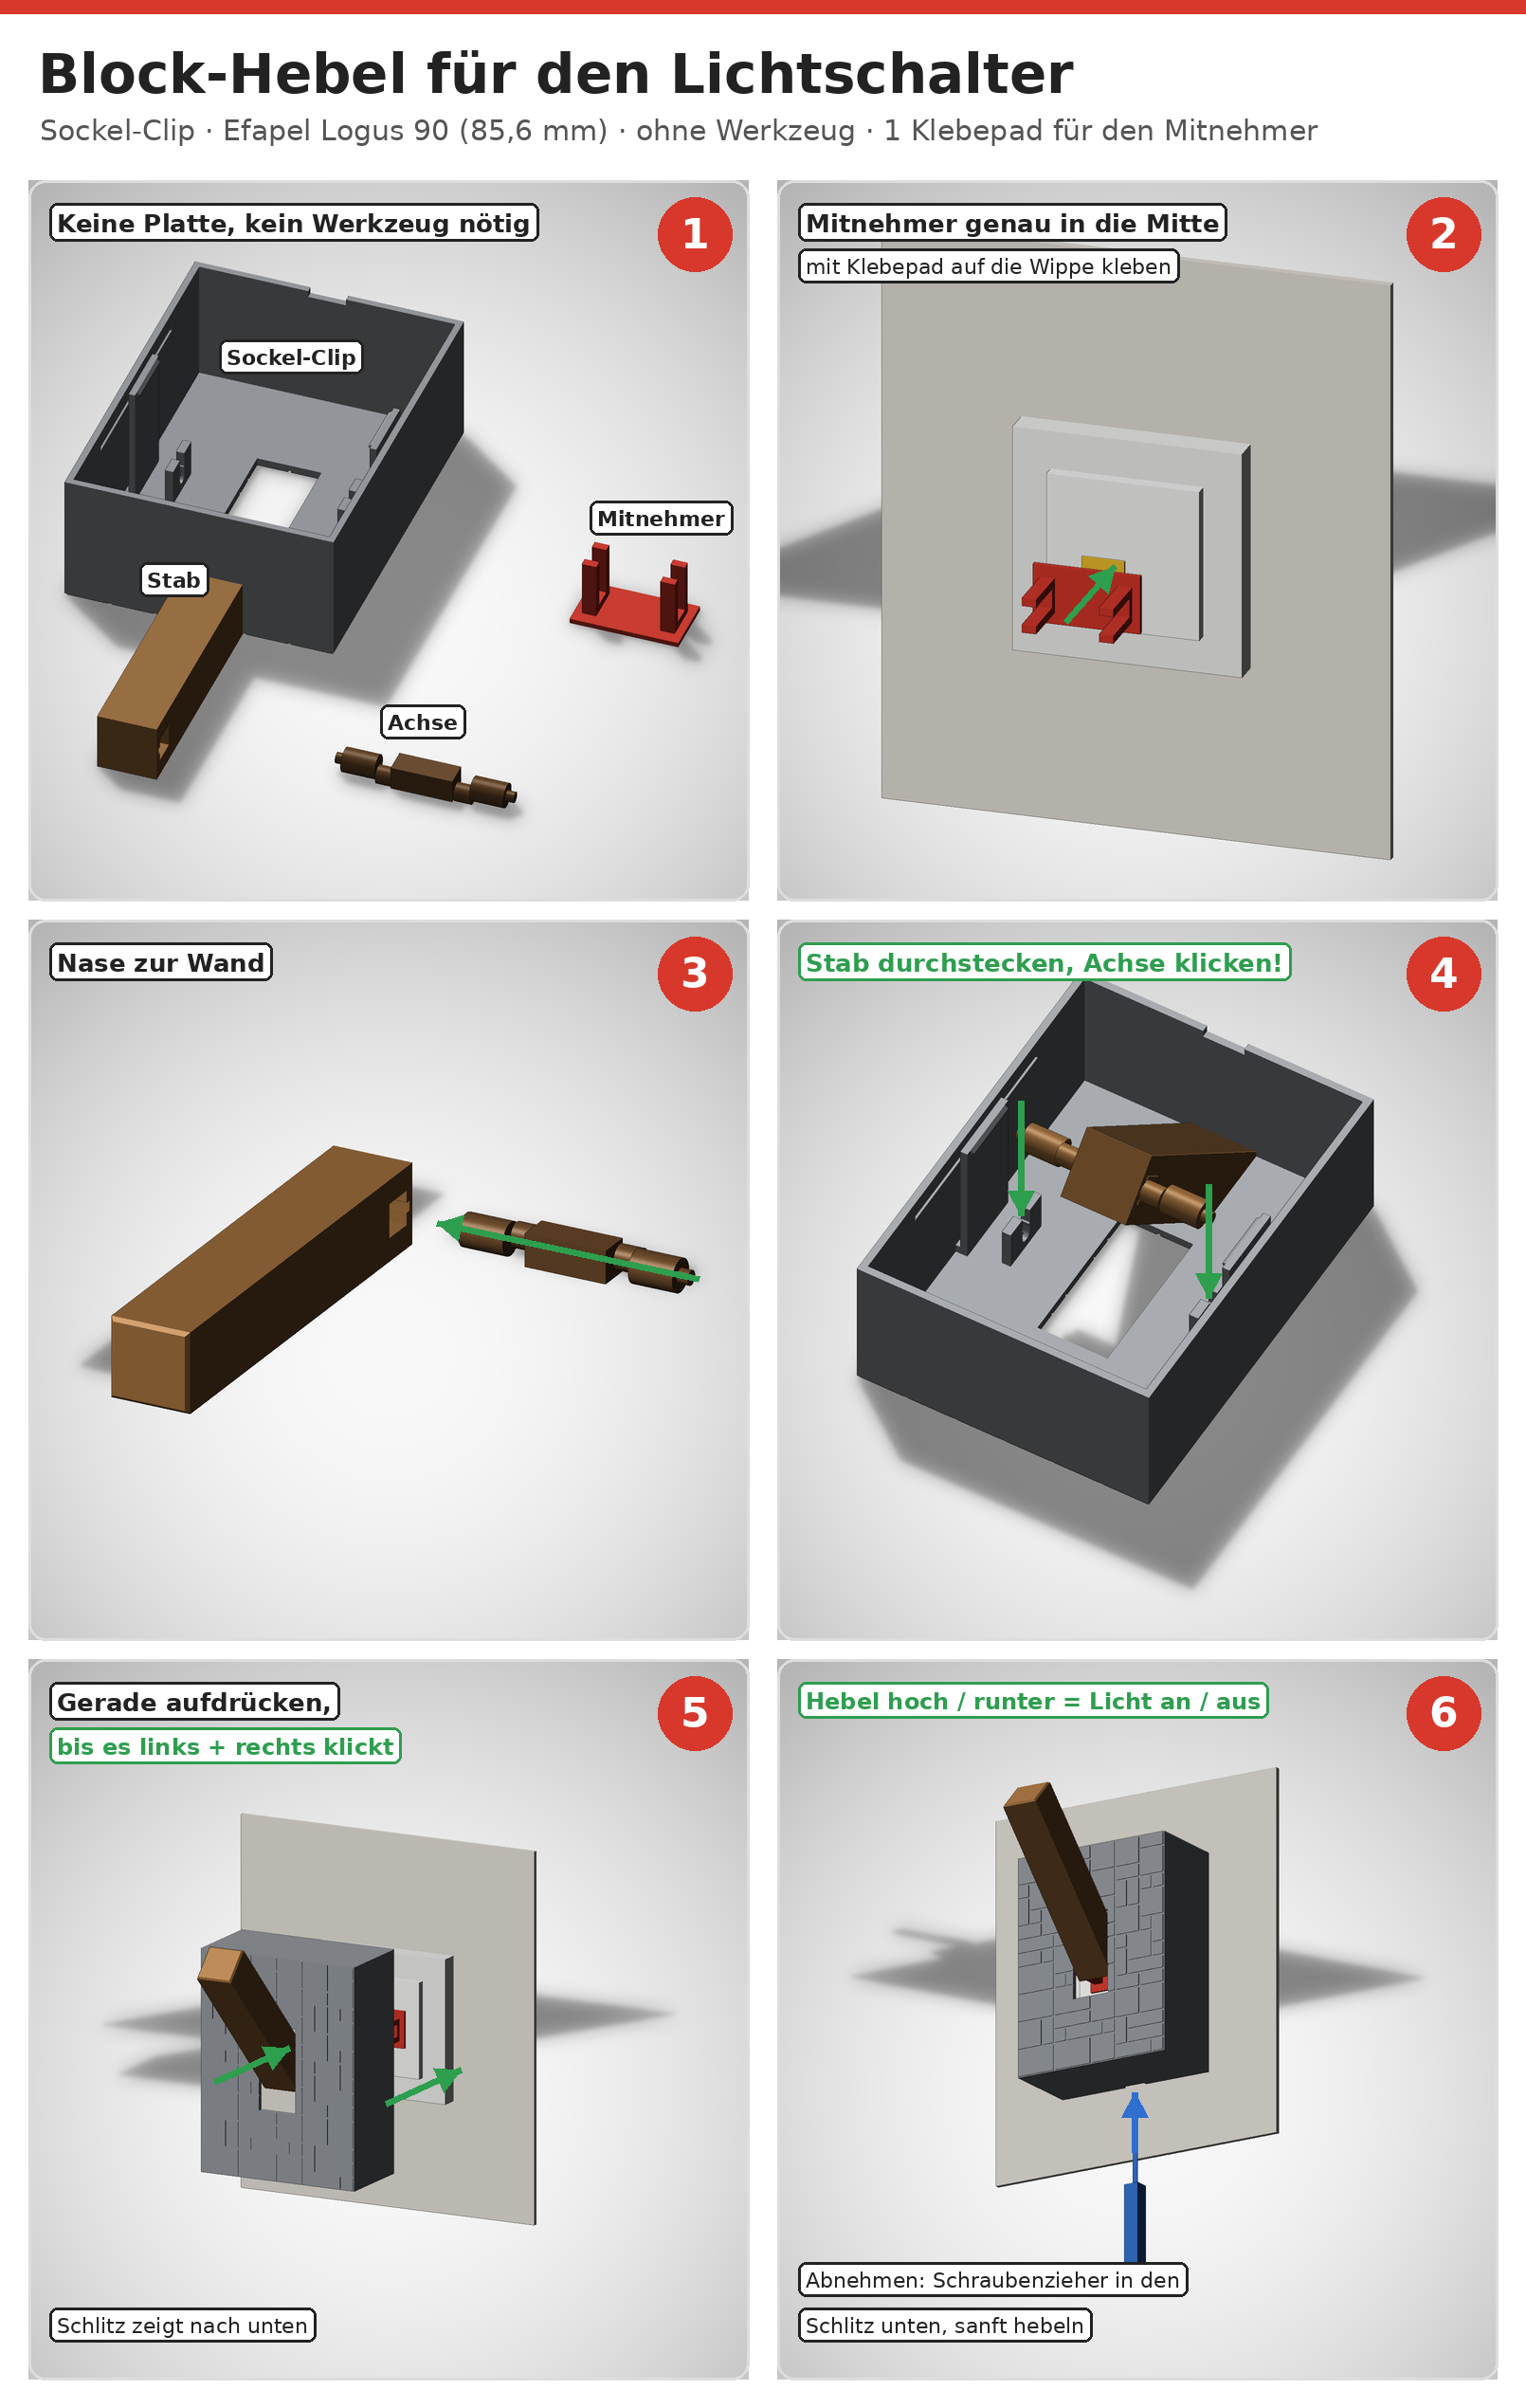 Block-Hebel für den Lichtschalter
Sockel-Clip · Efapel Logus 90 (85,6 mm) · ohne Werkzeug · 1 Klebepad für den Mitnehmer
Keine Platte, kein Werkzeug nötig
1
Sockel-Clip
Mitnehmer
Stab
Achse
Mitnehmer genau in die Mitte
2
mit Klebepad auf die Wippe kleben
Nase zur Wand
3
Stab durchstecken, Achse klicken!
4
Gerade aufdrücken,
5
bis es links + rechts klickt
Schlitz zeigt nach unten
Hebel hoch / runter = Licht an / aus
6
Abnehmen: Schraubenzieher in den
Schlitz unten, sanft hebeln